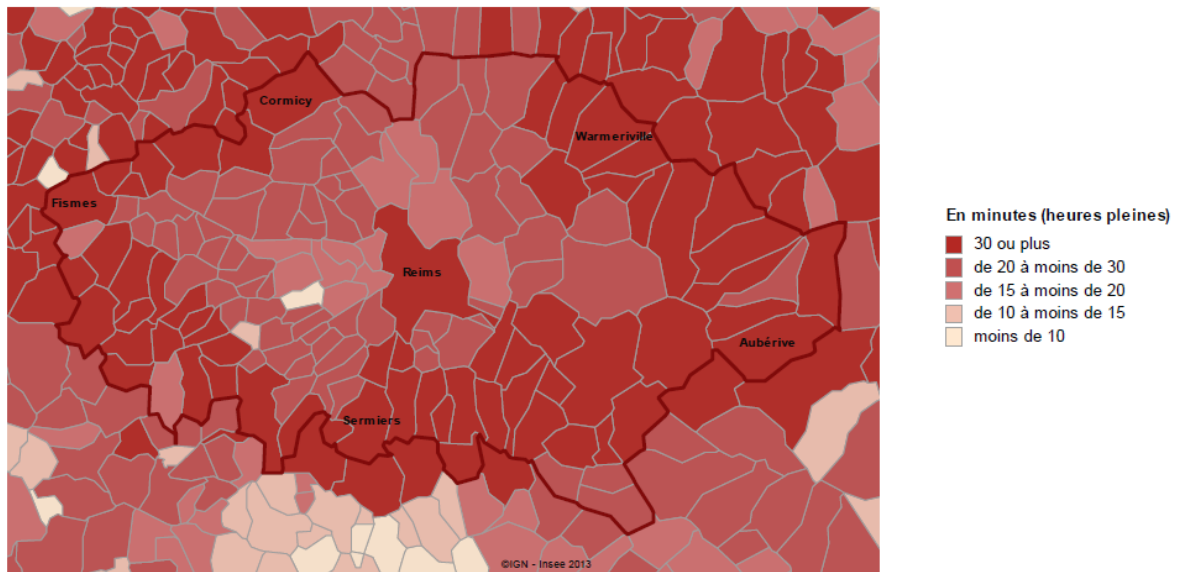 Cormicy
Warmeriville
Fismes
Reims
Aubérive
Sermiers
©IGN - Insee 2013
En minutes (heures pleines)
30 ou plus
de 20 à moins de 30
de 15 à moins de 20
de 10 à moins de 15
moins de 10